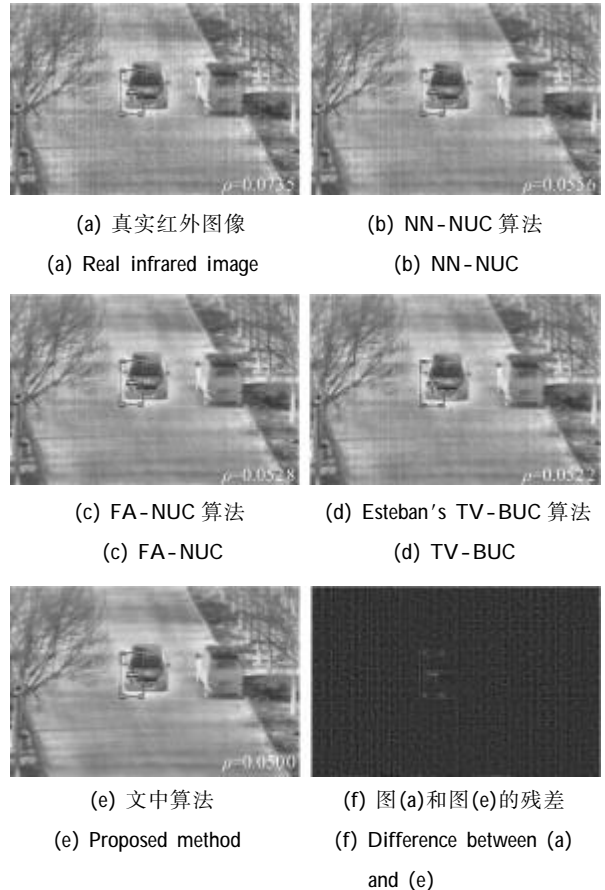 ρ=0.0735
ρ=0.0556
(a) 真实红外图像
(b) NN-NUC 算法
(a) Real infrared image
(b) NN-NUC
ρ=0.0528
ρ=0.0522
(c) FA-NUC 算法
(d) Esteban's TV-BUC 算法
(c) FA-NUC
(d) TV-BUC
ρ=0.0500
(e) 文中算法
(f) 图(a)和图(e)的残差
(e) Proposed method
(f) Difference between (a)
and (e)